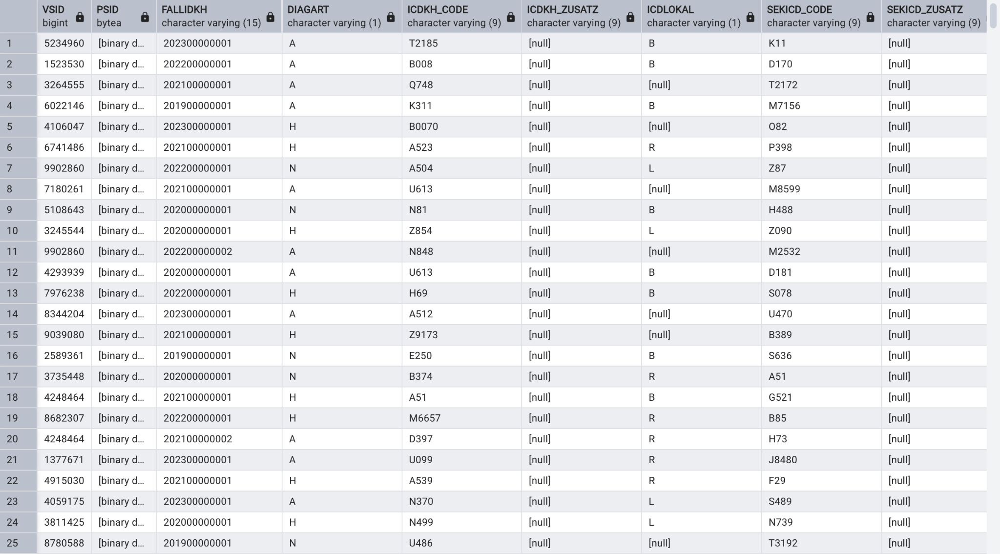 VSID PSID FALLIDKH DIAGART ICDKH_CODE ICDKH_ZUSATZ ICDLOKAL SEKICD_CODE SEKICD_ZUSATZ
bigint bytea character varying (15) character varying (1) character varying (9) character varying (9) character varying (1) character varying (9) character varying (9)
1 5234960 [binary d... 202300000001 A T2185 [null] B K11 [null]
2 1523530 [binary d... 202200000001 A B008 [null] B D170 [null]
3 3264555 [binary d... 202100000001 A Q748 [null] [null] T2172 [null]
4 6022146 [binary d... 201900000001 A K311 [null] B M7156 [null]
5 4106047 [binary d... 202300000001 H B0070 [null] [null] O82 [null]
6 6741486 [binary d... 202100000001 H A523 [null] R P398 [null]
7 9902860 [binary d... 202200000001 N A504 [null] L Z87 [null]
8 7180261 [binary d... 202100000001 A U613 [null] [null] M8599 [null]
9 5108643 [binary d... 202000000001 N N81 [null] B H488 [null]
10 3245544 [binary d... 202000000001 H Z854 [null] L Z090 [null]
11 9902860 [binary d... 202200000002 A N848 [null] [null] M2532 [null]
12 4293939 [binary d... 202000000001 A U613 [null] B D181 [null]
13 7976238 [binary d... 202200000001 H H69 [null] B S078 [null]
14 8344204 [binary d... 202300000001 A A512 [null] [null] U470 [null]
15 9039080 [binary d... 202100000001 H Z9173 [null] [null] B389 [null]
16 2589361 [binary d... 201900000001 N E250 [null] B S636 [null]
17 3735448 [binary d... 202000000001 N B374 [null] R A51 [null]
18 4248464 [binary d... 202100000001 H A51 [null] B G521 [null]
19 8682307 [binary d... 202200000001 H M6657 [null] R B85 [null]
20 4248464 [binary d... 202100000002 A D397 [null] R H73 [null]
21 1377671 [binary d... 202300000001 A U099 [null] R J8480 [null]
22 4915030 [binary d... 202100000001 H A539 [null] R F29 [null]
23 4059175 [binary d... 202300000001 A N370 [null] L S489 [null]
24 3811425 [binary d... 202000000001 H N499 [null] L N739 [null]
25 8780588 [binary d... 201900000001 N U486 [null] [null] T3192 [null]